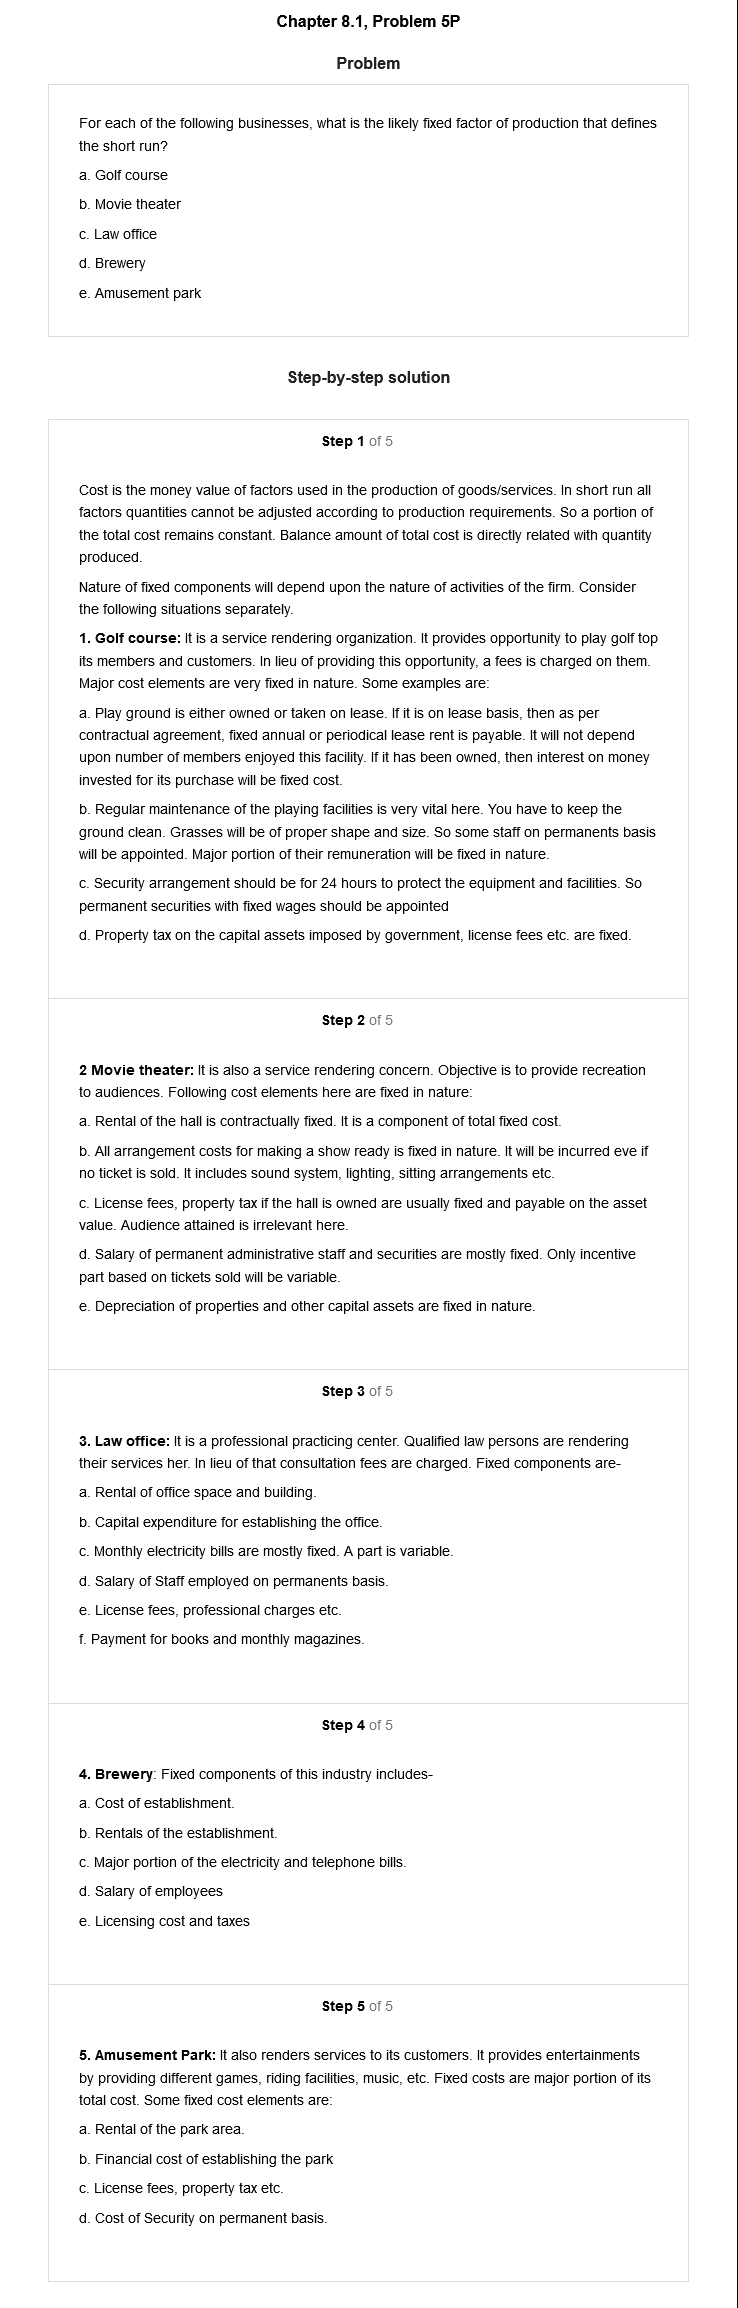 Chapter 8.1, Problem 5P
Problem
For each of the following businesses, what is the likely fixed factor of production that defines
the short run?
a. Golf course
b. Movie theater
c. Law office
d. Brewery
e. Amusement park
Step-by-step solution
Step 1 of 5
Cost is the money value of factors used in the production of goods/services. In short run all
factors quantities cannot be adjusted according to production requirements. So a portion of
the total cost remains constant. Balance amount of total cost is directly related with quantity
produced.
Nature of fixed components will depend upon the nature of activities of the firm. Consider
the following situations separately.
1. Golf course: It is a service rendering organization. It provides opportunity to play golf top
its members and customers. In lieu of providing this opportunity, a fees is charged on them.
Major cost elements are very fixed in nature. Some examples are:
a. Play ground is either owned or taken on lease. If it is on lease basis, then as per
contractual agreement, fixed annual or periodical lease rent is payable. It will not depend
upon number of members enjoyed this facility. If it has been owned, then interest on money
invested for its purchase will be fixed cost.
b. Regular maintenance of the playing facilities is very vital here. You have to keep the
ground clean. Grasses will be of proper shape and size. So some staff on permanents basis
will be appointed. Major portion of their remuneration will be fixed in nature.
c. Security arrangement should be for 24 hours to protect the equipment and facilities. So
permanent securities with fixed wages should be appointed
d. Property tax on the capital assets imposed by government, license fees etc. are fixed.
Step 2 of 5
2 Movie theater: It is also a service rendering concern. Objective is to provide recreation
to audiences. Following cost elements here are fixed in nature:
a. Rental of the hall is contractually fixed. It is a component of total fixed cost.
b. All arrangement costs for making a show ready is fixed in nature. It will be incurred eve if
no ticket is sold. It includes sound system, lighting, sitting arrangements etc.
c. License fees, property tax if the hall is owned are usually fixed and payable on the asset
value. Audience attained is irrelevant here.
d. Salary of permanent administrative staff and securities are mostly fixed. Only incentive
part based on tickets sold will be variable.
e. Depreciation of properties and other capital assets are fixed in nature.
Step 3 of 5
3. Law office: It is a professional practicing center. Qualified law persons are rendering
their services her. In lieu of that consultation fees are charged. Fixed components are-
a. Rental of office space and building.
b. Capital expenditure for establishing the office.
c. Monthly electricity bills are mostly fixed. A part is variable.
d. Salary of Staff employed on permanents basis.
e. License fees, professional charges etc.
f. Payment for books and monthly magazines.
Step 4 of 5
4. Brewery: Fixed components of this industry includes-
a. Cost of establishment.
b. Rentals of the establishment.
c. Major portion of the electricity and telephone bills.
d. Salary of employees
e. Licensing cost and taxes
Step 5 of 5
5. Amusement Park: It also renders services to its customers. It provides entertainments
by providing different games, riding facilities, music, etc. Fixed costs are major portion of its
total cost. Some fixed cost elements are:
a. Rental of the park area.
b. Financial cost of establishing the park
c. License fees, property tax etc.
d. Cost of Security on permanent basis.